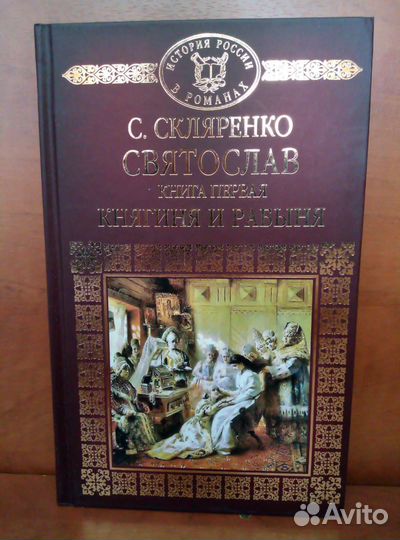 ИСТОРИЯ РОССИИ
В РОМАНАХ
С. СКЛЯРЕНКО
СВЯТОСЛАВ
КНИГА ПЕРВАЯ
КНЯГИНЯ И РАБЫНЯ
Avito